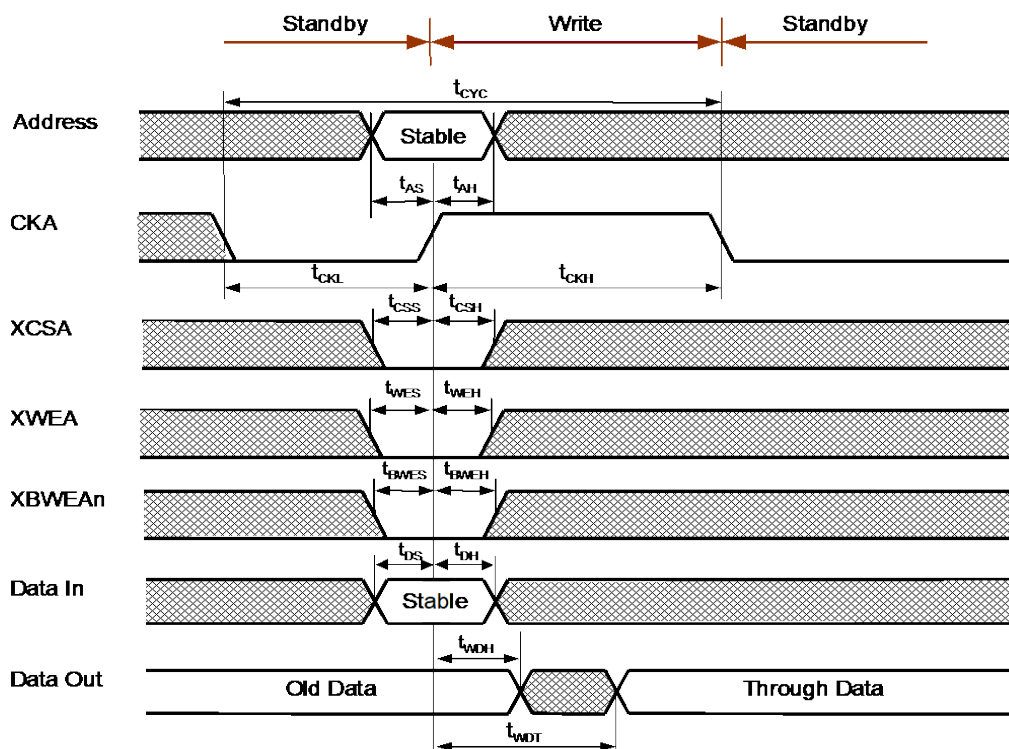 Standby Write Standby
tCYC
Address Stable
tAS tAH
CKA
tCKL tCKH
tCSS tCSH
XCSA
tWES tWEH
XWEA
tBWES tBWEH
XBWEAn
tDS tDH
Data In Stable
tWDH
Data Out Old Data Through Data
tWDT